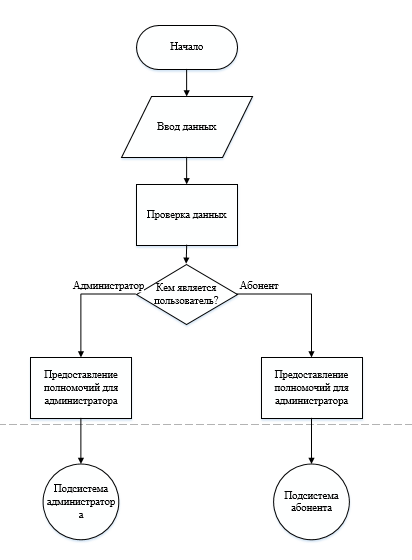 Начало
Ввод данных
Проверка данных
Администратор
Кем является
пользователь?
Абонент
Предоставление
полномочий для
администратора
Предоставление
полномочий для
администратора
Подсистема
администратор
а
Подсистема
абонента